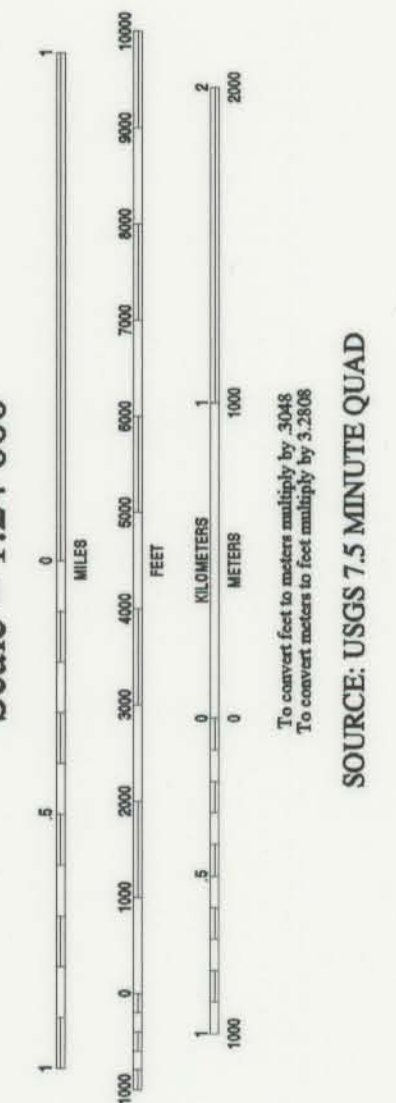 1 .5 0 1
MILES
1000 0 1000 2000 3000 4000 5000 6000 7000 8000 9000 10000
FEET
KILOMETERS
1 .5 0 1 2
1000 0 1000 2000
METERS
To convert feet to meters multiply by .3048
To convert meters to feet multiply by 3.2808
SOURCE: USGS 7.5 MINUTE QUAD